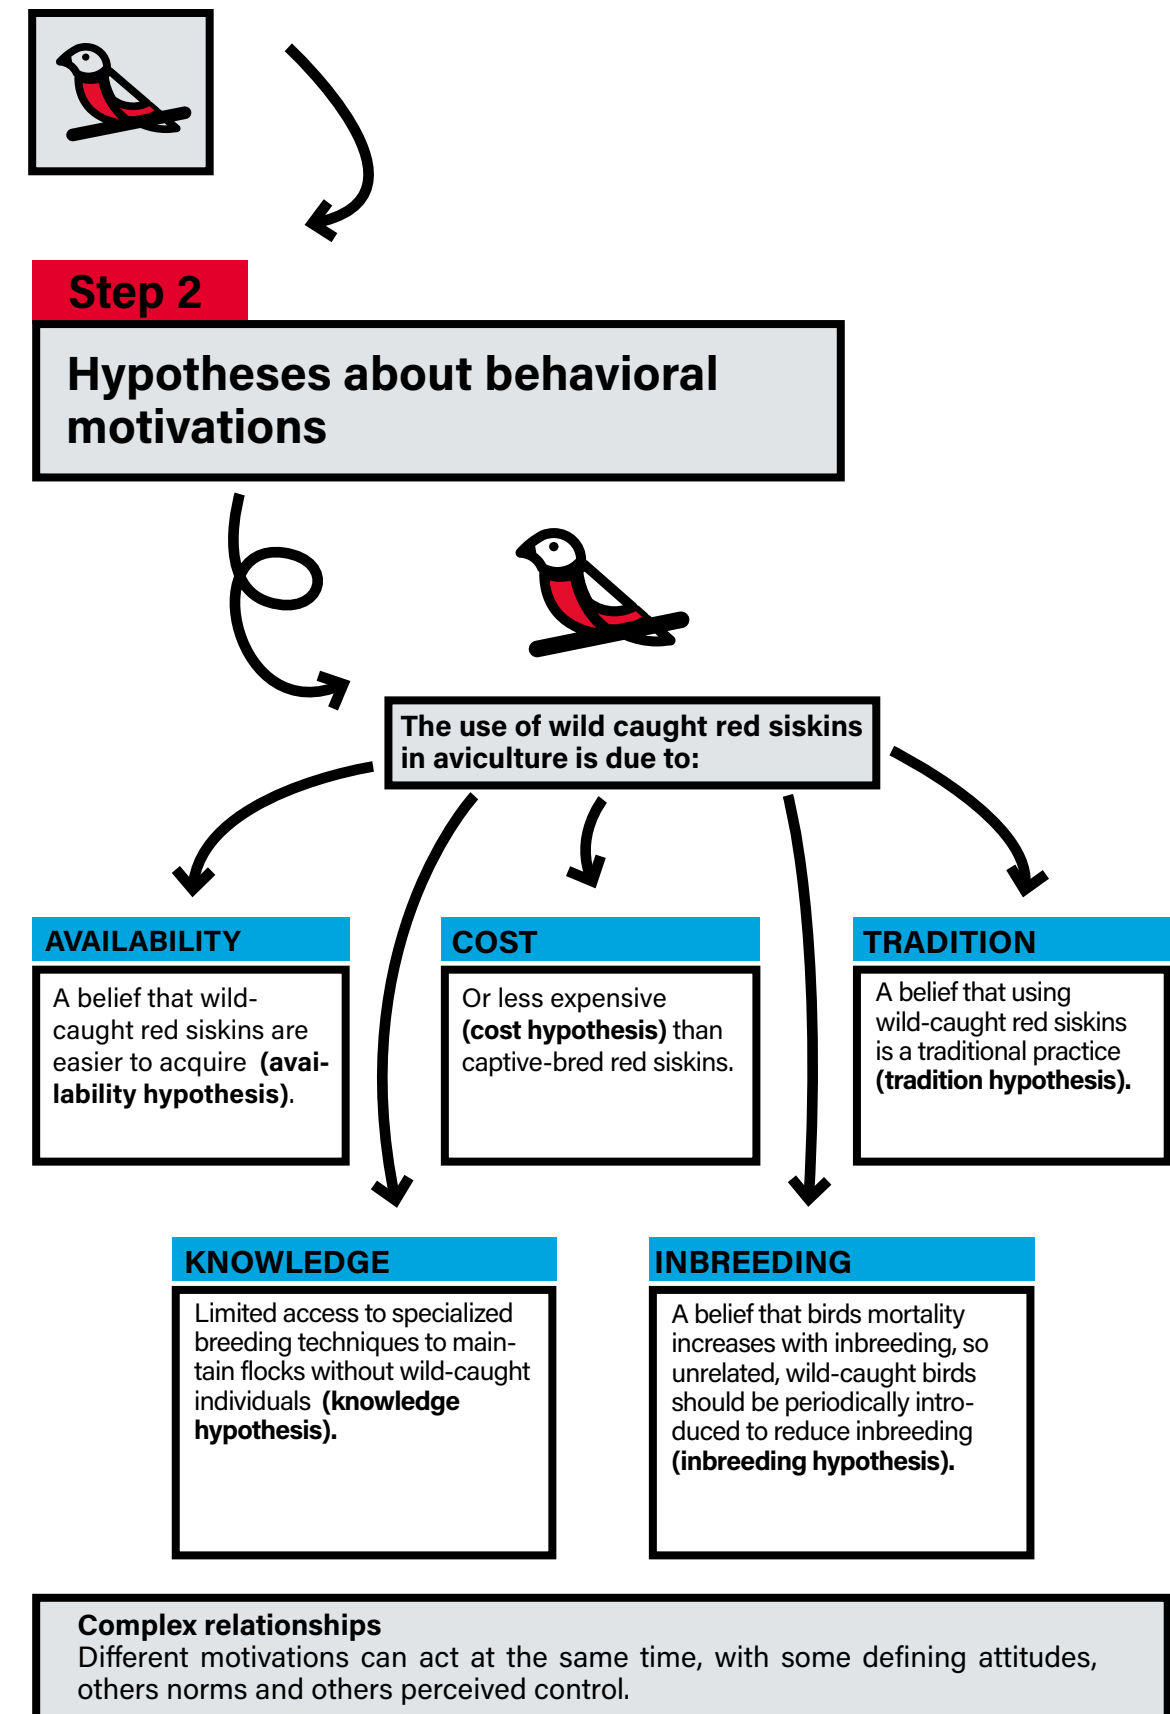 Step 2
Hypotheses about behavioral
motivations
The use of wild caught red siskins
in aviculture is due to:
AVAILABILITY
A belief that wild-
caught red siskins are
easier to acquire (avai-
lability hypothesis).
COST
Or less expensive
(cost hypothesis) than
captive-bred red siskins.
TRADITION
A belief that using
wild-caught red siskins
is a traditional practice
(tradition hypothesis).
KNOWLEDGE
Limited access to specialized
breeding techniques to main-
tain flocks without wild-caught
individuals (knowledge
hypothesis).
INBREEDING
A belief that birds mortality
increases with inbreeding, so
unrelated, wild-caught birds
should be periodically intro-
duced to reduce inbreeding
(inbreeding hypothesis).
Complex relationships
Different motivations can act at the same time, with some defining attitudes,
others norms and others perceived control.